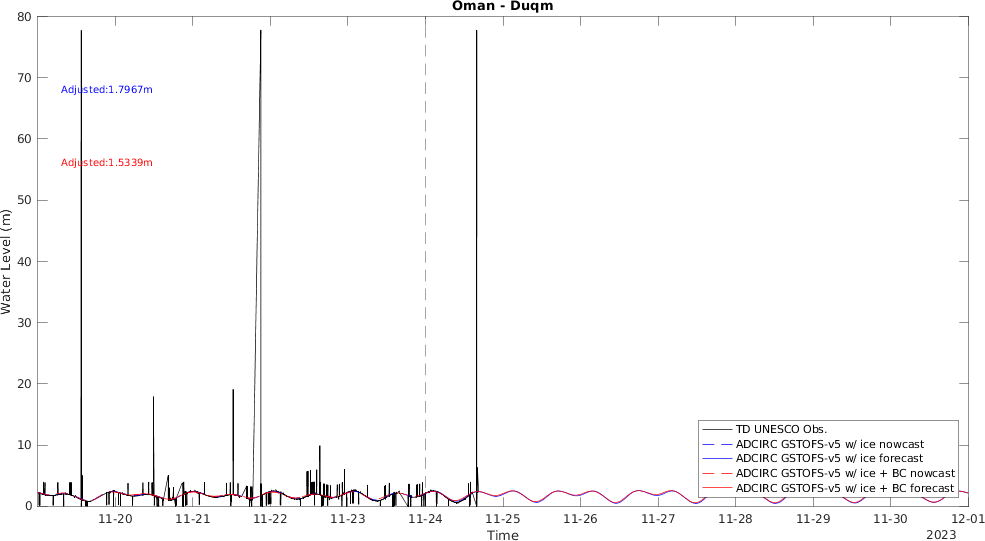 Oman - Duqm
80
70
60
50
40
30
20
10
0
Water Level (m)
Adjusted:1.7967m
Adjusted:1.5339m
TD UNESCO Obs.
ADCIRC GSTOFS-v5 w/ ice nowcast
ADCIRC GSTOFS-v5 w/ ice forecast
ADCIRC GSTOFS-v5 w/ ice + BC nowcast
ADCIRC GSTOFS-v5 w/ ice + BC forecast
11-20 11-21 11-22 11-23 11-24 11-25 11-26 11-27 11-28 11-29 11-30 12-01
Time
2023